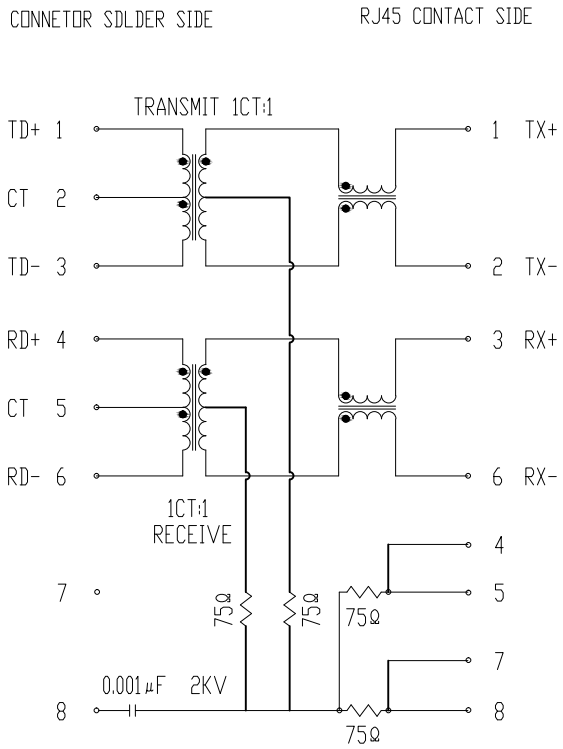 CONNETOR SOLDER SIDE
RJ45 CONTACT SIDE
TRANSMIT 1CT:1
TD+ 1
1 TX+
CT 2
TD- 3
2 TX-
RD+ 4
3 RX+
CT 5
RD- 6
6 RX-
1CT:1
RECEIVE
4
7
5
75Ω
75Ω
75Ω
7
0.001µF 2KV
8
8
75Ω